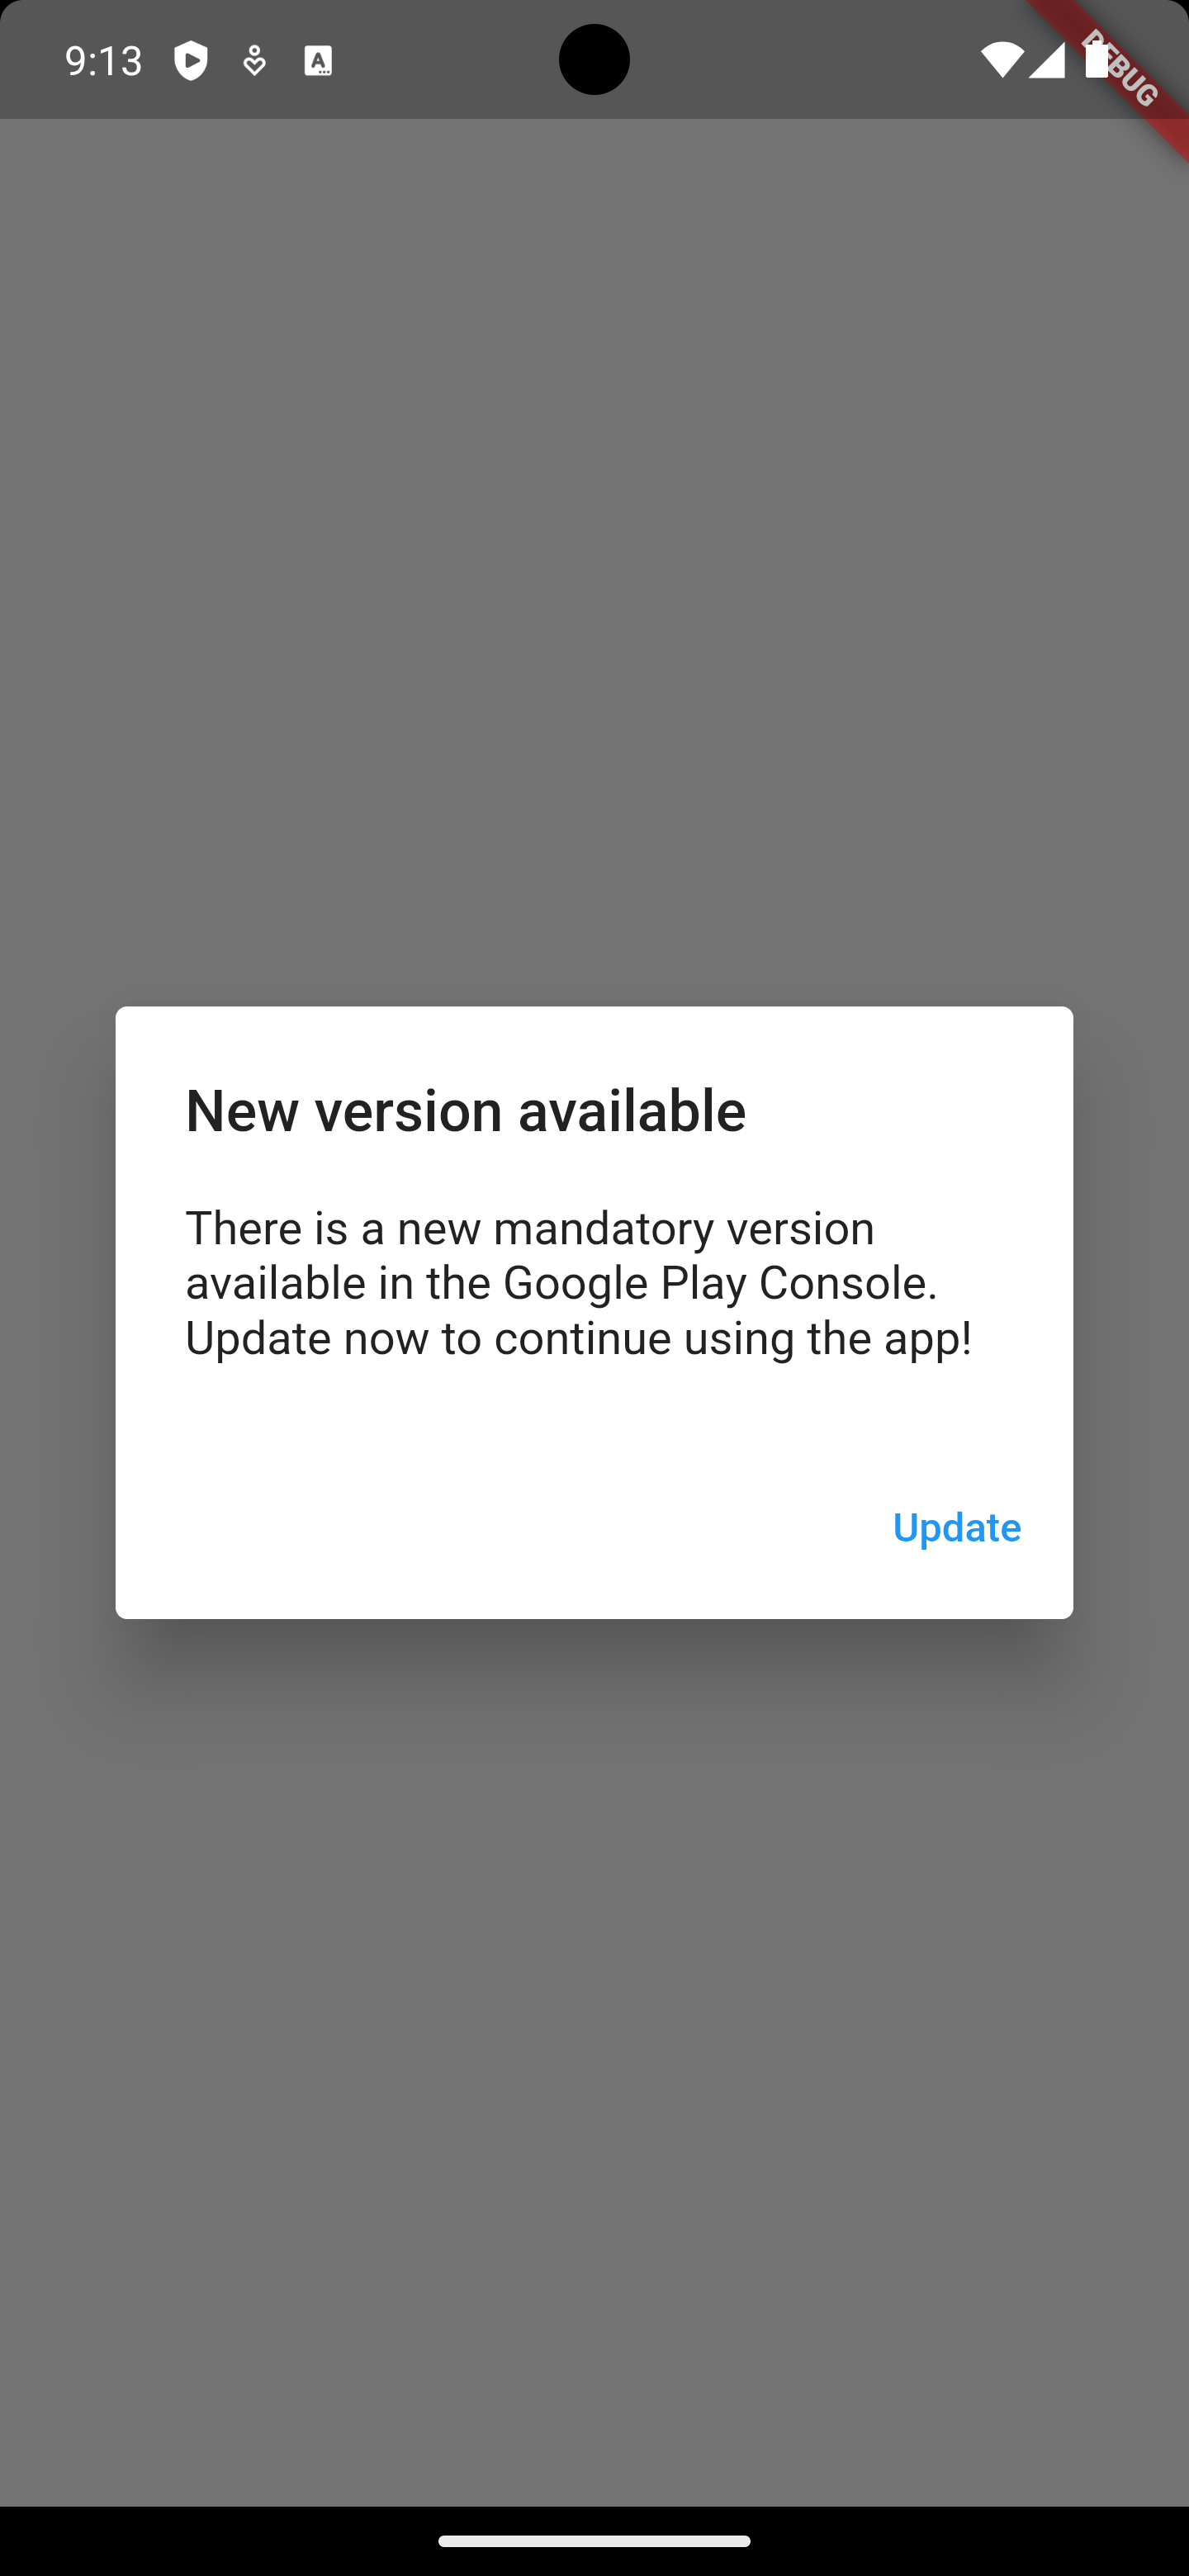 9:13
DEBUG
New version available
There is a new mandatory version
available in the Google Play Console.
Update now to continue using the app!
Update